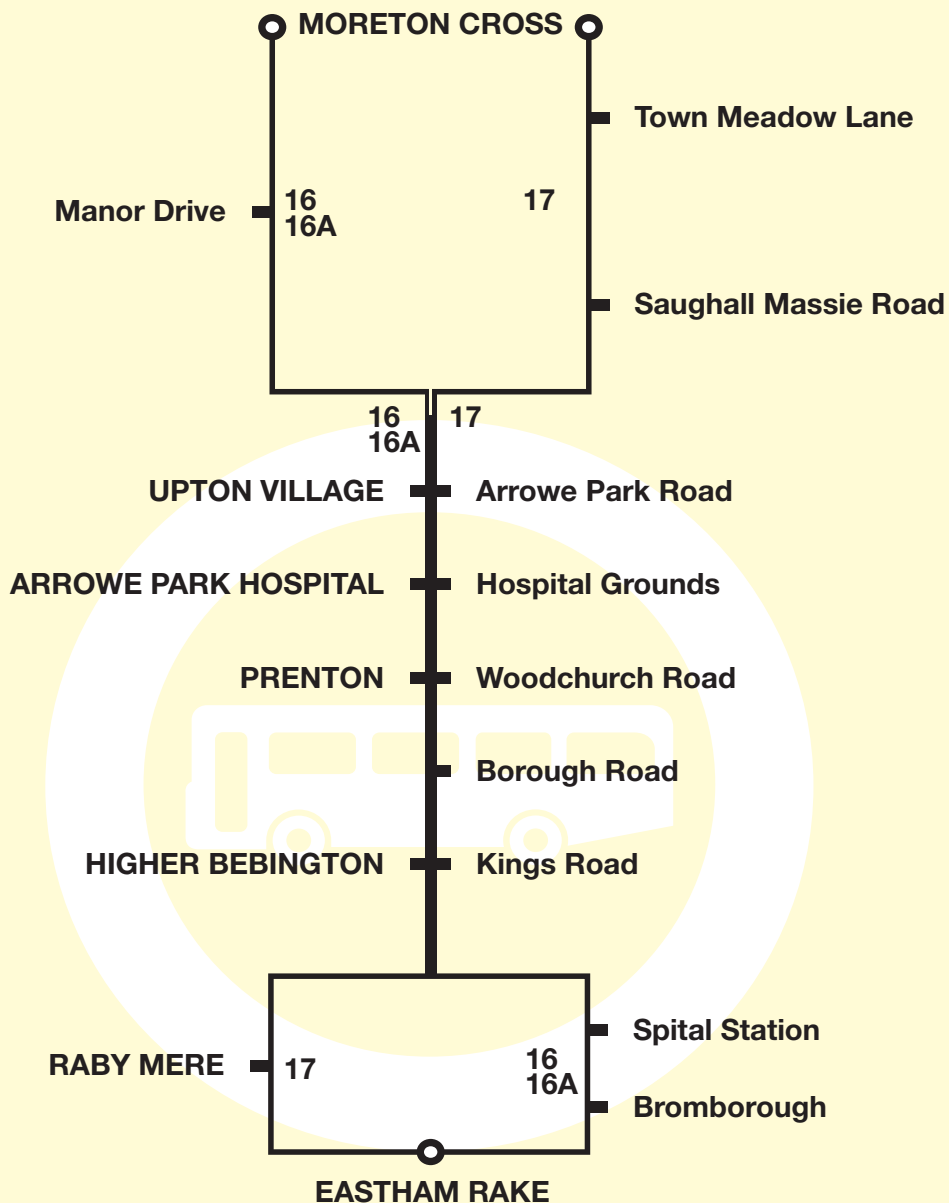 MORETON CROSS
Town Meadow Lane
Manor Drive
16
16A
17
Saughall Massie Road
16
16A
17
UPTON VILLAGE
Arrowe Park Road
ARROWE PARK HOSPITAL
Hospital Grounds
PRENTON
Woodchurch Road
Borough Road
HIGHER BEBINGTON
Kings Road
Spital Station
RABY MERE
17
16
16A
Bromborough
EASTHAM RAKE